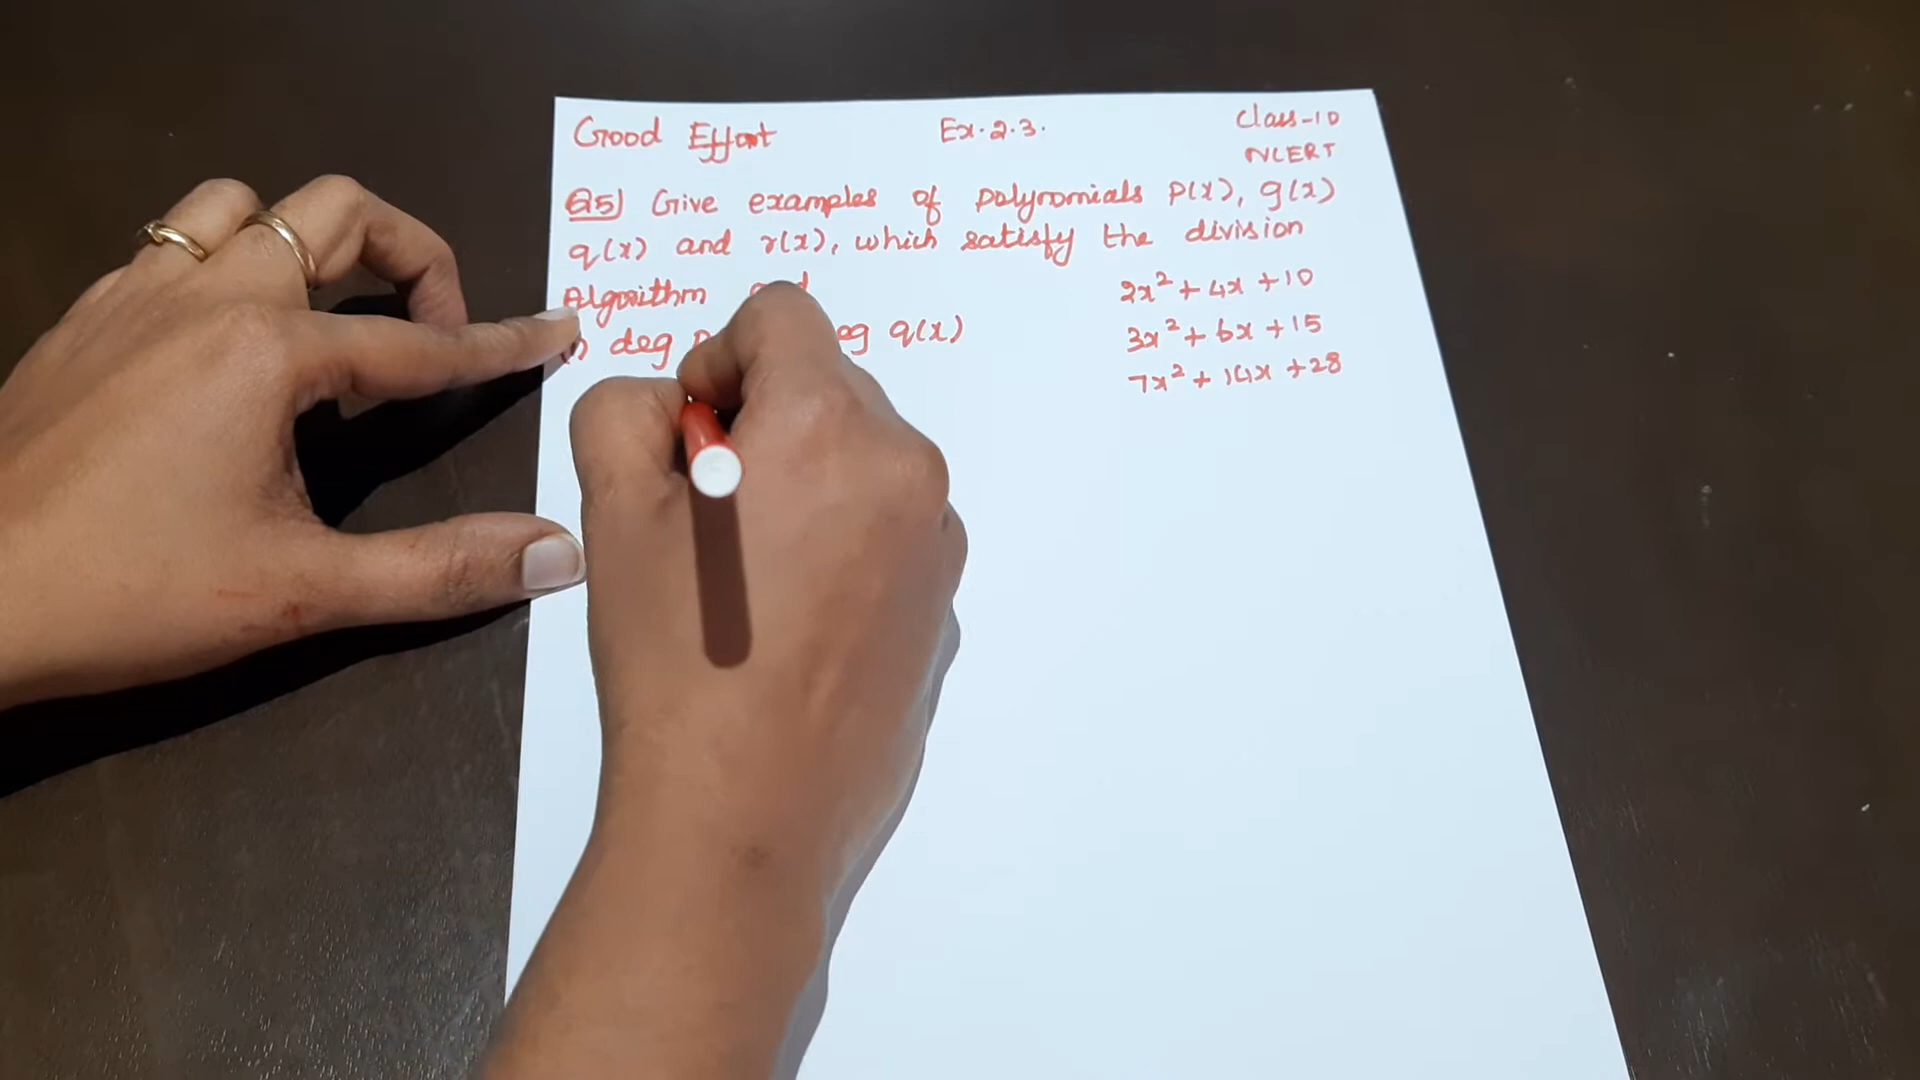 Good Effort
Ex.2.3.
Class-10
NCERT
Q5) Give examples of polynomials p(x), g(x)
q(x) and r(x), which satisfy the division
Algorithm
deg q(x)
2x² + 4x + 10
3x² + 6x + 15
7x² + 14x + 28